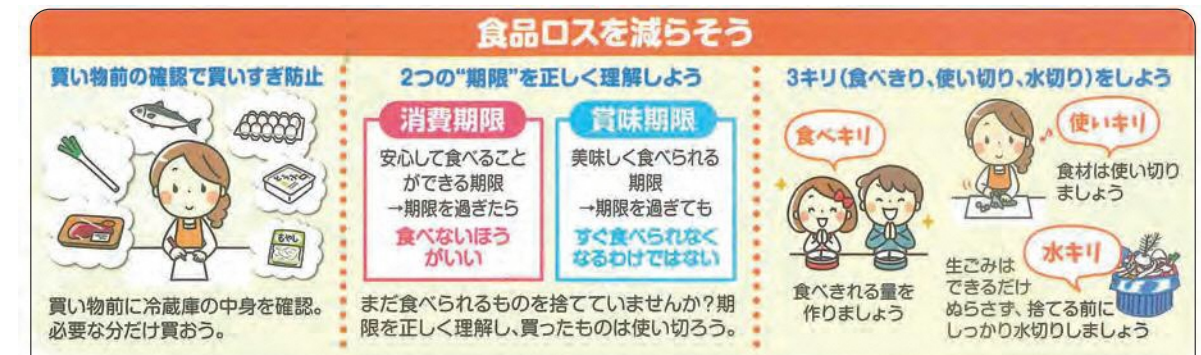 食品ロスを減らそう
買い物前の確認で買いすぎ防止
もやし
買い物前に冷蔵庫の中身を確認。
必要な分だけ買おう。
2つの“期限”を正しく理解しよう
消費期限
安心して食べること
ができる期限
→期限を過ぎたら
食べないほう
がいい
賞味期限
美味しく食べられる
期限
→期限を過ぎても
すぐ食べられなく
なるわけではない
まだ食べられるものを捨てていませんか?期
限を正しく理解し、買ったものは使い切ろう。
3キリ(食べきり、使い切り、水切り)をしよう
食べキリ
食べきれる量を
作りましょう
使いキリ
食材は使い切り
ましょう
水キリ
生ごみは
できるだけ
ぬらさず、捨てる前に
しっかり水切りしましょう